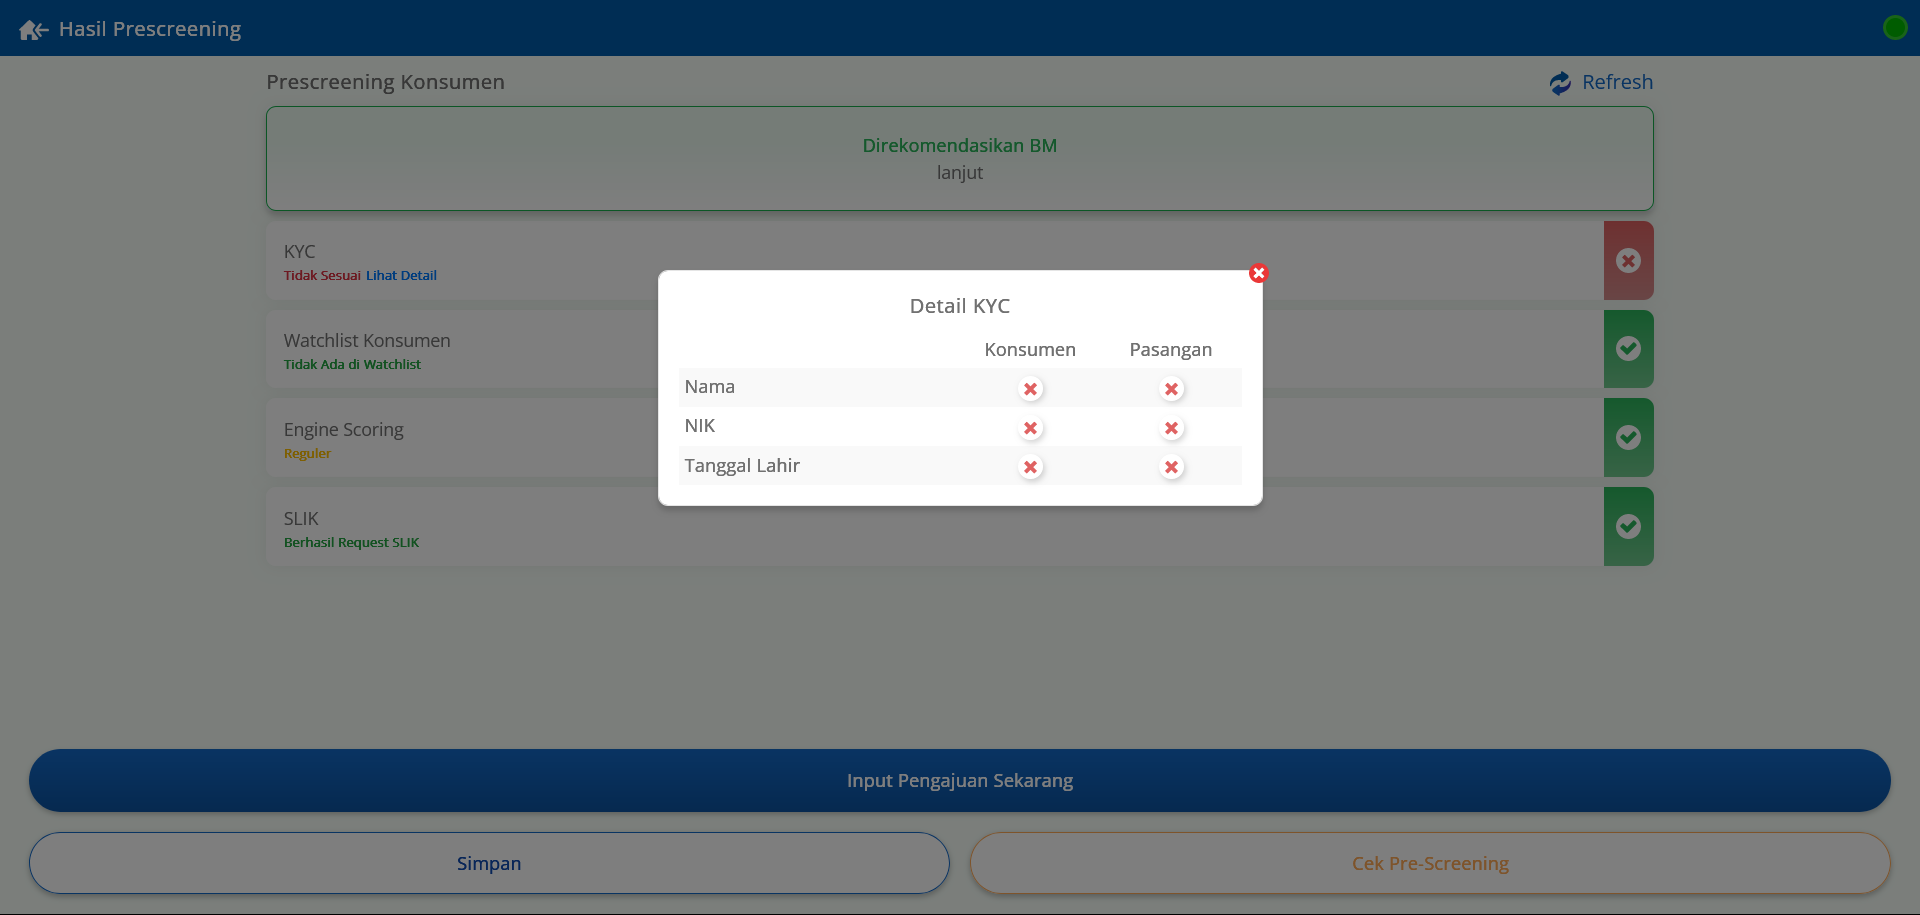 Hasil Prescreening
Prescreening Konsumen
Refresh
Direkomendasikan BM
lanjut
KYC
Tidak Sesuai Lihat Detail
Watchlist Konsumen
Tidak Ada di Watchlist
Engine Scoring
Reguler
SLIK
Berhasil Request SLIK
Detail KYC
Konsumen Pasangan
Nama
NIK
Tanggal Lahir
Input Pengajuan Sekarang
Simpan
Cek Pre-Screening